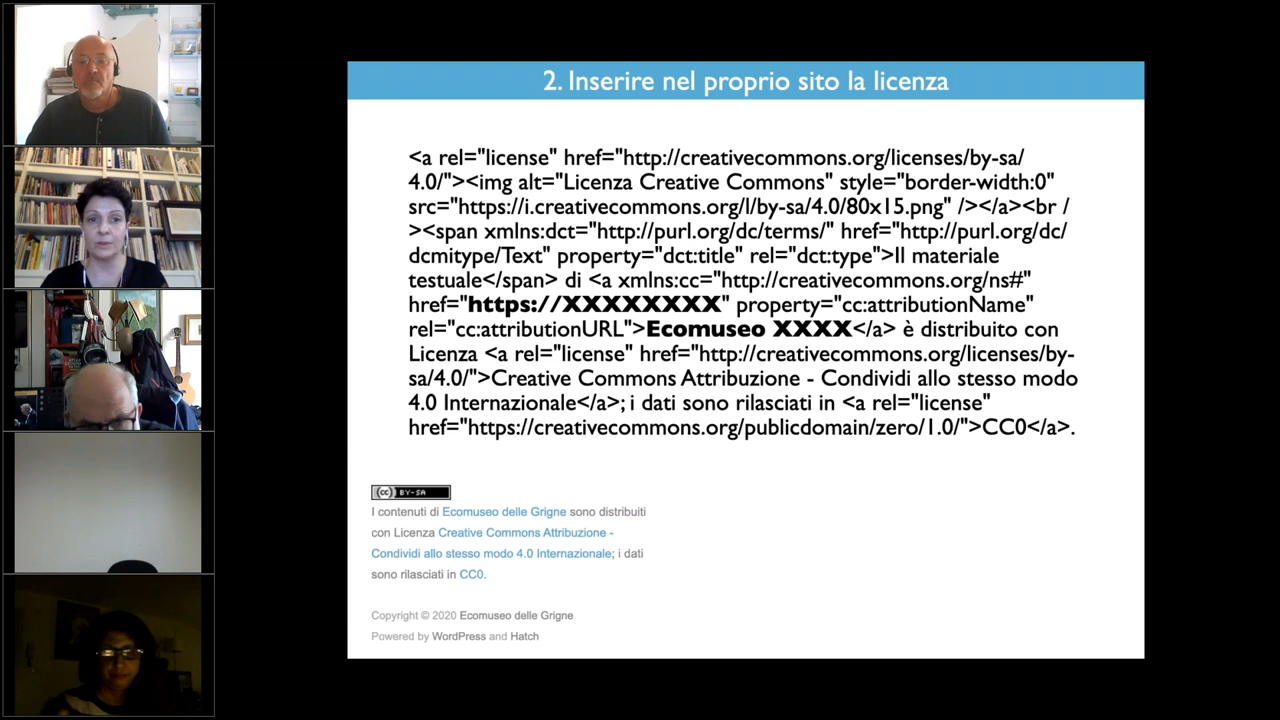 2. Inserire nel proprio sito la licenza
<a rel="license" href="http://creativecommons.org/licenses/by-sa/
4.0/"><img alt="Licenza Creative Commons" style="border-width:0"
src="https://i.creativecommons.org/l/by-sa/4.0/80x15.png" /></a><br /
><span xmlns:dct="http://purl.org/dc/terms/" href="http://purl.org/dc/
dcmitype/Text" property="dct:title" rel="dct:type">Il materiale
testuale</span> di <a xmlns:cc="http://creativecommons.org/ns#"
href="https://XXXXXXXX" property="cc:attributionName"
rel="cc:attributionURL">Ecomuseo XXXX</a> è distribuito con
Licenza <a rel="license" href="http://creativecommons.org/licenses/by-
sa/4.0/">Creative Commons Attribuzione - Condividi allo stesso modo
4.0 Internazionale</a>; i dati sono rilasciati in <a rel="license"
href="https://creativecommons.org/publicdomain/zero/1.0/">CC0</a>.
cc BY-SA
I contenuti di Ecomuseo delle Grigne sono distribuiti
con Licenza Creative Commons Attribuzione -
Condividi allo stesso modo 4.0 Internazionale; i dati
sono rilasciati in CC0.
Copyright © 2020 Ecomuseo delle Grigne
Powered by WordPress and Hatch